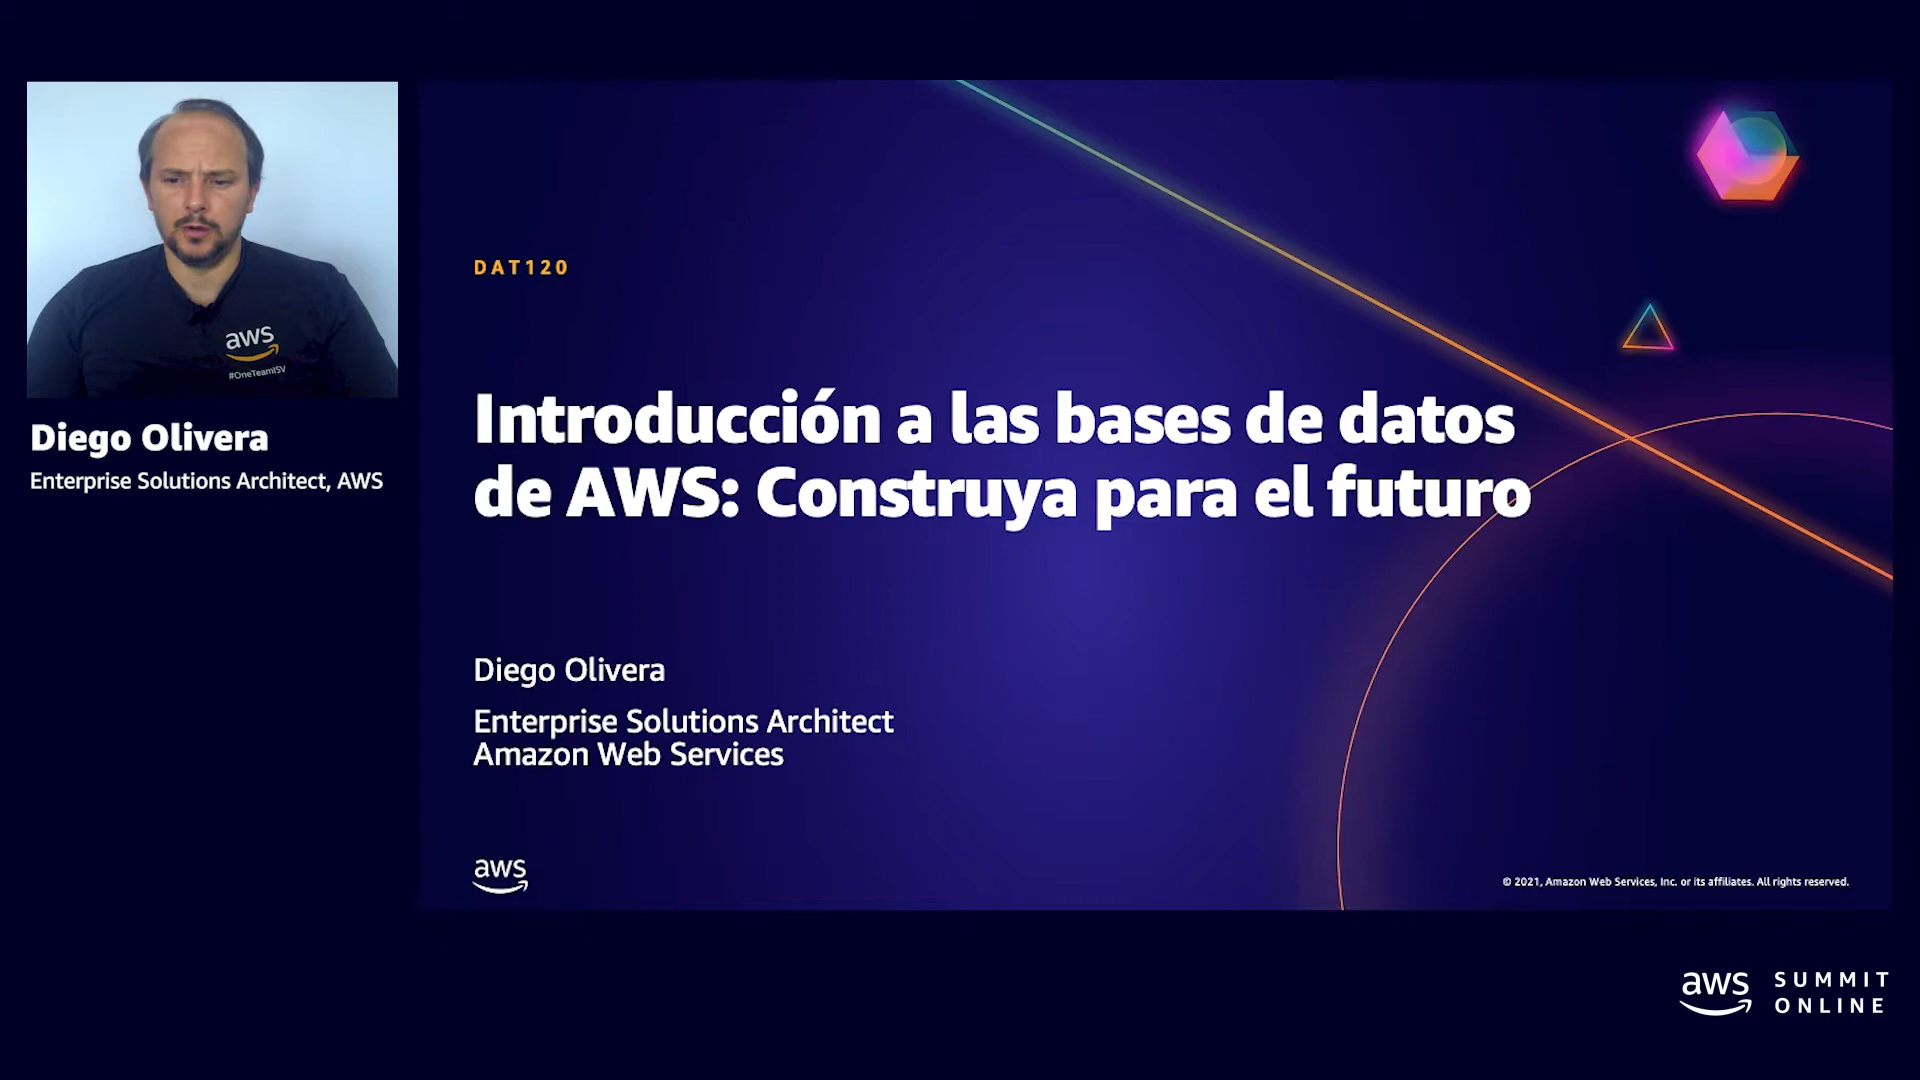 aws
#OneTeamISV
Diego Olivera
Enterprise Solutions Architect, AWS
DAT120
Introducción a las bases de datos
de AWS: Construya para el futuro
Diego Olivera
Enterprise Solutions Architect
Amazon Web Services
aws
© 2021, Amazon Web Services, Inc. or its affiliates. All rights reserved.
aws SUMMIT
ONLINE